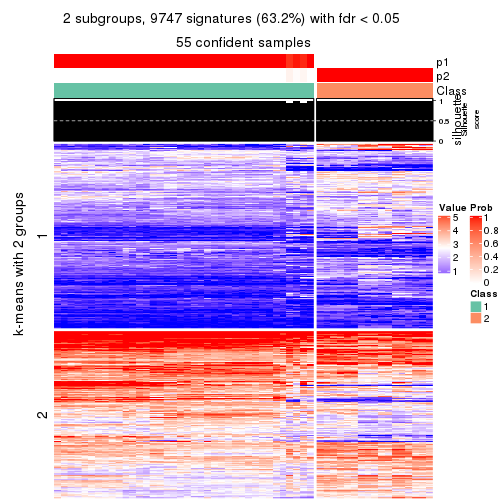 2 subgroups, 9747 signatures (63.2%) with fdr < 0.05
55 confident samples
p1
p2
Class
1
0.5
0
silhouette
Silhouette
score
k-means with 2 groups
1
2
Value
5
4
3
2
1
Prob
1
0.8
0.6
0.4
0.2
0
Class
1
2